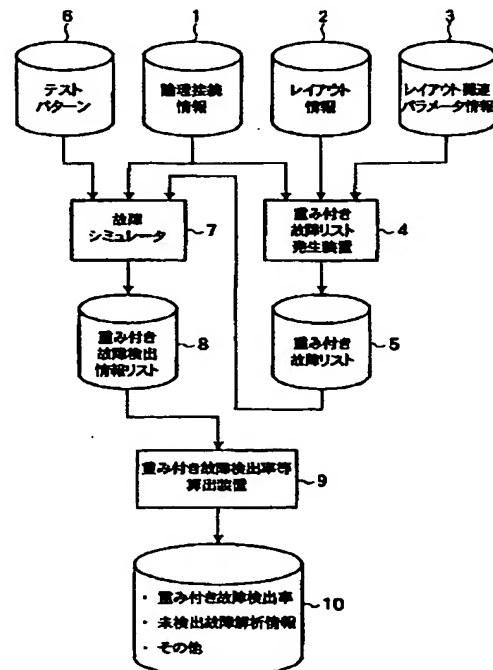 6
1
2
3
テスト
パターン
論理接続
情報
レイアウト
情報
レイアウト関連
パラメータ情報
故障
シミュレータ
7
重み付き
故障リスト
発生装置
4
重み付き
故障検出
情報リスト
8
重み付き
故障リスト
5
重み付き故障検出率等
算出装置
9
・ 重み付き故障検出率
・ 未検出故障解析情報
・ その他
10